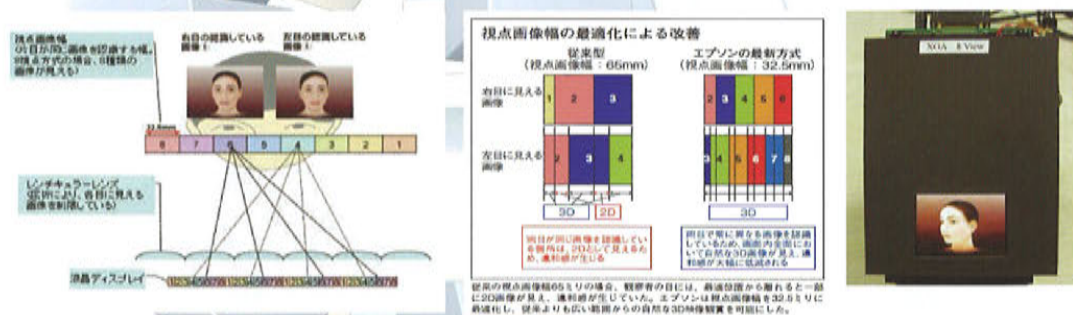 視点画像幅
(片目が同じ画像を認識する幅。
8視点方式の場合、8種類の
画像が見える)
右目の認識している
画像
左目の認識している
画像
32.5mm
8 7 6 5 4 3 2 1
レンチキュラーレンズ
画像を制限している)
液晶ディスプレイ
視点画像幅の最適化による改善
従来型
(視点画像幅:65mm)
エプソンの最新方式
(視点画像幅:32.5mm)
右目に見える
画像
1 2 3
2 3 4 5 6
左目に見える
画像
2 3 4
3 4 5 6 7 8
3D 2D
3D
両目が同じ画像を認識してい
る箇所は、2Dとして見えるた
め、違和感が生じる
両目で常に異なる画像を認識
しているため、画面内全面にお
いて自然な3D画像が見え、違
和感が大幅に低減される
従来の視点画像幅65ミリの場合、観察者の目には、最適位置から離れると一部
に2D画像が見え、違和感が生じていた。エプソンは視点画像幅を32.5ミリに
最適化し、従来よりも広い範囲からの自然な3D映像観賞を可能にした。
XGA 8 View